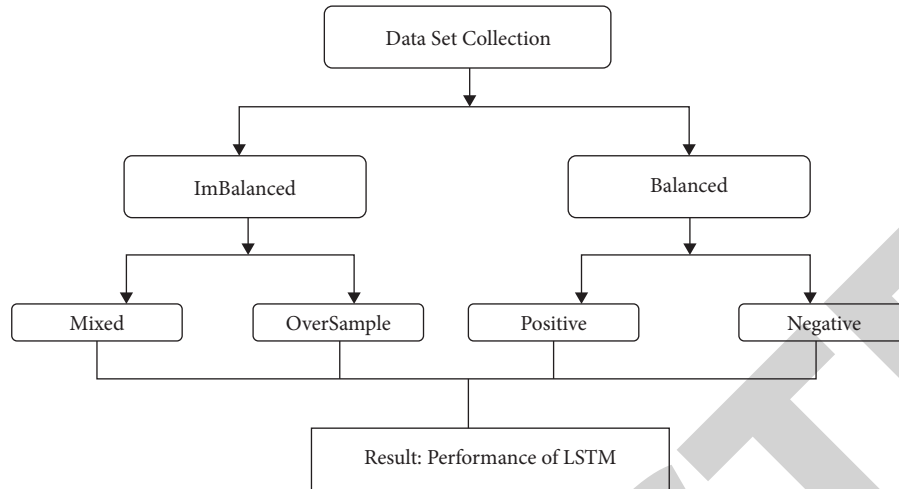 Data Set Collection
ImBalanced
Balanced
Mixed
OverSample
Positive
Negative
Result: Performance of LSTM